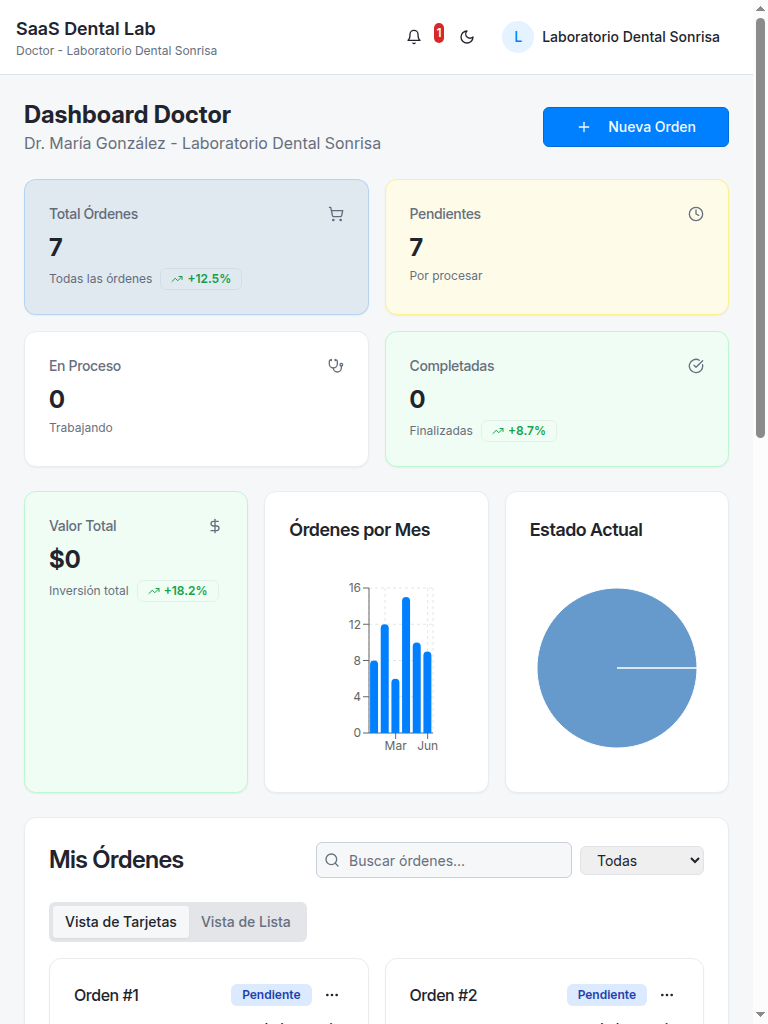 SaaS Dental Lab
Doctor - Laboratorio Dental Sonrisa
1
L
Laboratorio Dental Sonrisa
Dashboard Doctor
Dr. María González - Laboratorio Dental Sonrisa
Nueva Orden
Total Órdenes
7
Todas las órdenes
+12.5%
Pendientes
7
Por procesar
En Proceso
0
Trabajando
Completadas
0
Finalizadas
+8.7%
Valor Total
$0
Inversión total
+18.2%
Órdenes por Mes
16
12
8
4
0
Mar Jun
Estado Actual
Mis Órdenes
Buscar órdenes...
Todas
Vista de Tarjetas
Vista de Lista
Orden #1
Pendiente
Orden #2
Pendiente